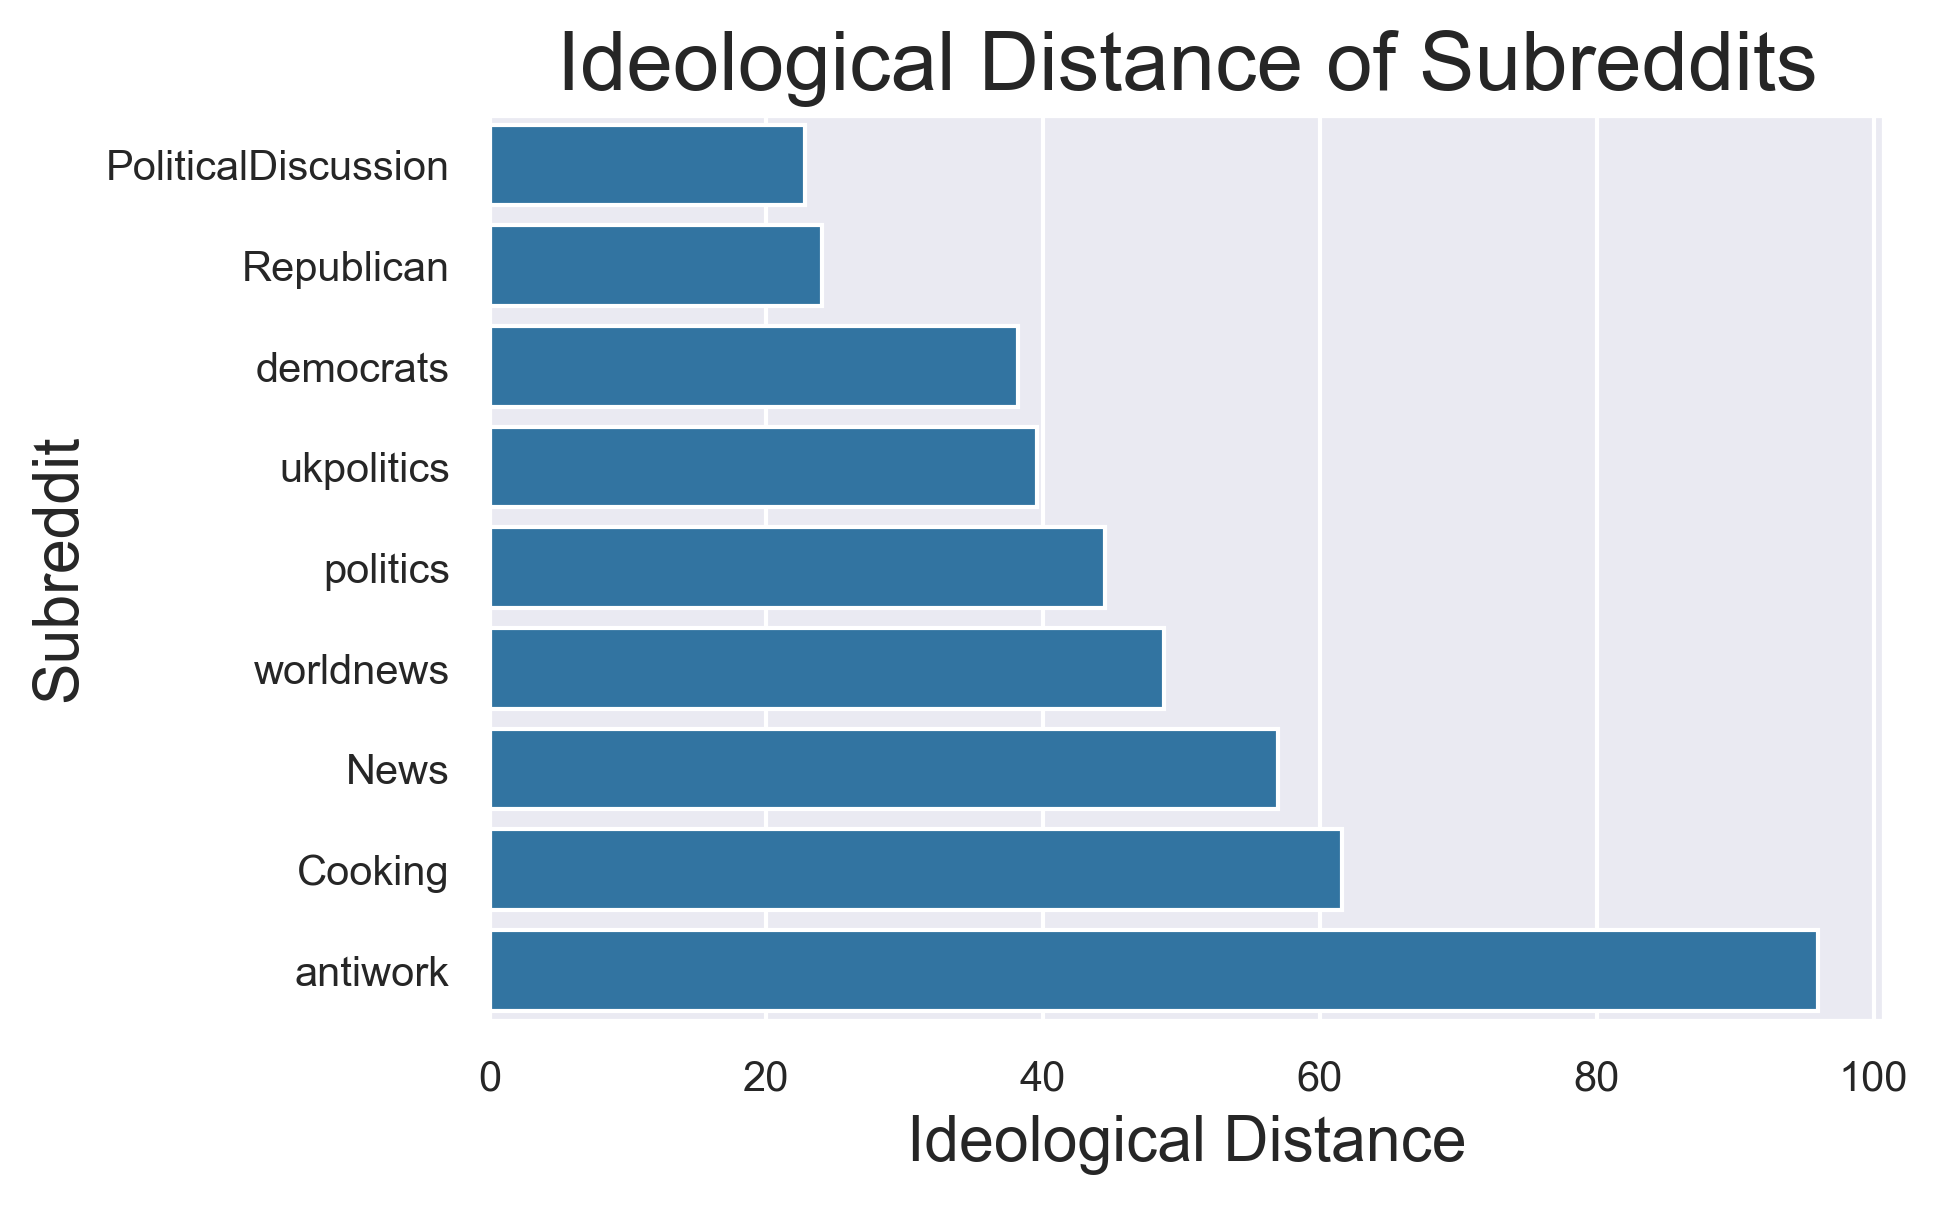 Ideological Distance of Subreddits
Subreddit
PoliticalDiscussion
Republican
democrats
ukpolitics
politics
worldnews
News
Cooking
antiwork
0 20 40 60 80 100
Ideological Distance